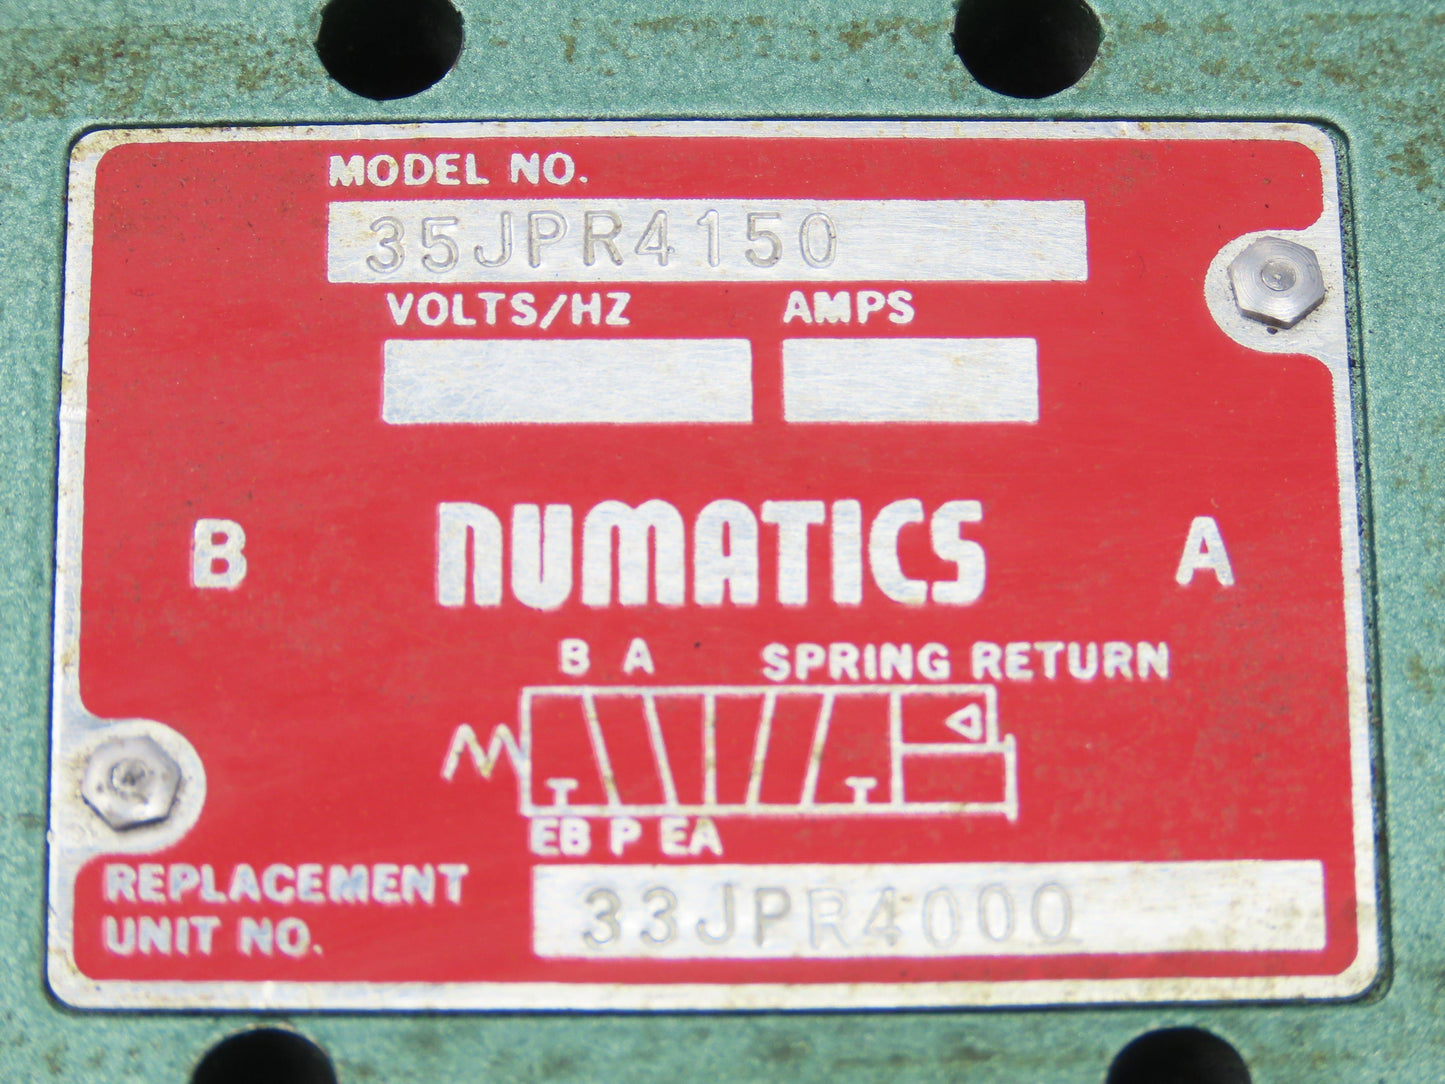 MODEL NO.
35JPR4150
VOLTS/HZ AMPS
B NUMATICS A
B A SPRING RETURN
EB P EA
REPLACEMENT
UNIT NO.
33JPR4000